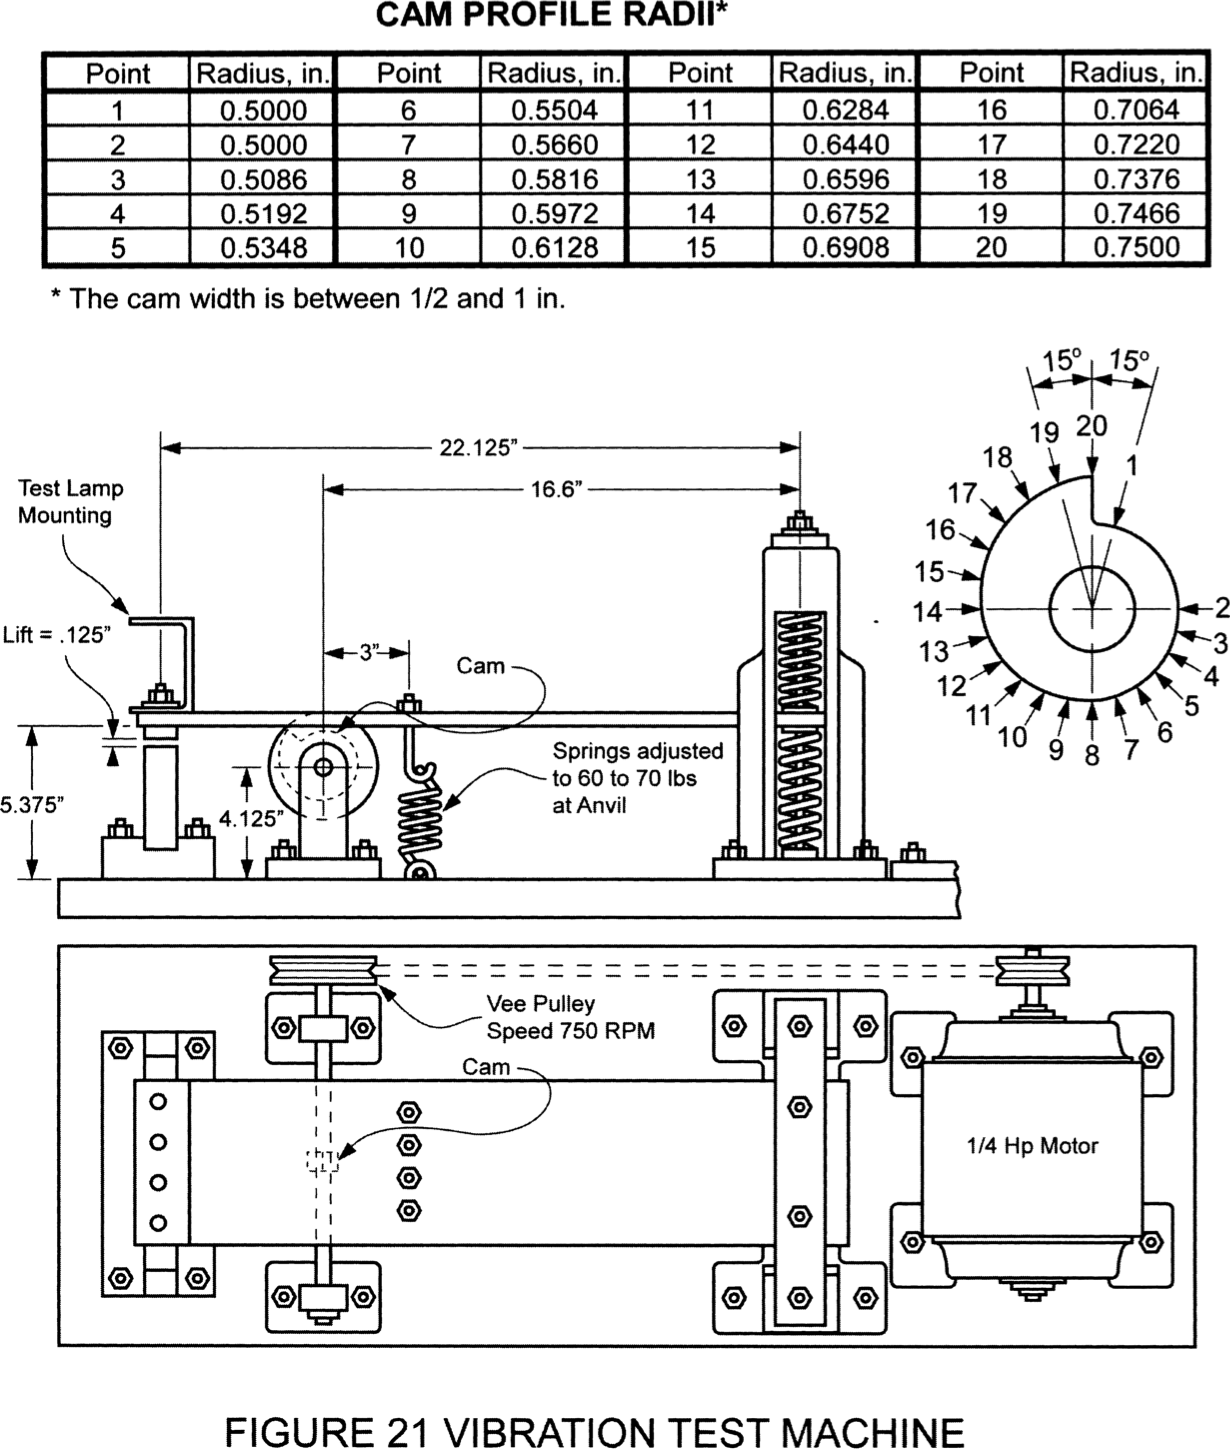 CAM PROFILE RADII*
Point Radius, in. Point Radius, in. Point Radius, in. Point Radius, in.
1 0.5000 6 0.5504 11 0.6284 16 0.7064
2 0.5000 7 0.5660 12 0.6440 17 0.7220
3 0.5086 8 0.5816 13 0.6596 18 0.7376
4 0.5192 9 0.5972 14 0.6752 19 0.7466
5 0.5348 10 0.6128 15 0.6908 20 0.7500
* The cam width is between 1/2 and 1 in.
15° 15°
20
19
1
18
17
16
15
14
13
12
11
10
9
8
7
6
5
4
3
2
22.125”
16.6”
Test Lamp
Mounting
Lift = .125”
3”
Cam
Springs adjusted
to 60 to 70 lbs
at Anvil
5.375”
4.125”
Vee Pulley
Speed 750 RPM
Cam
1/4 Hp Motor
FIGURE 21 VIBRATION TEST MACHINE